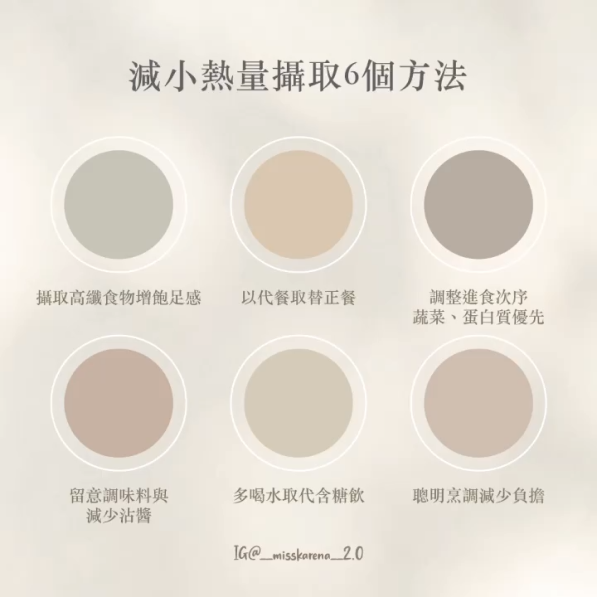 減小熱量攝取6個方法
攝取高纖食物增飽足感
以代餐取替正餐
調整進食次序
蔬菜、蛋白質優先
留意調味料與
減少沾醬
多喝水取代含糖飲
聰明烹調減少負擔
IG@__misskarena__2.0